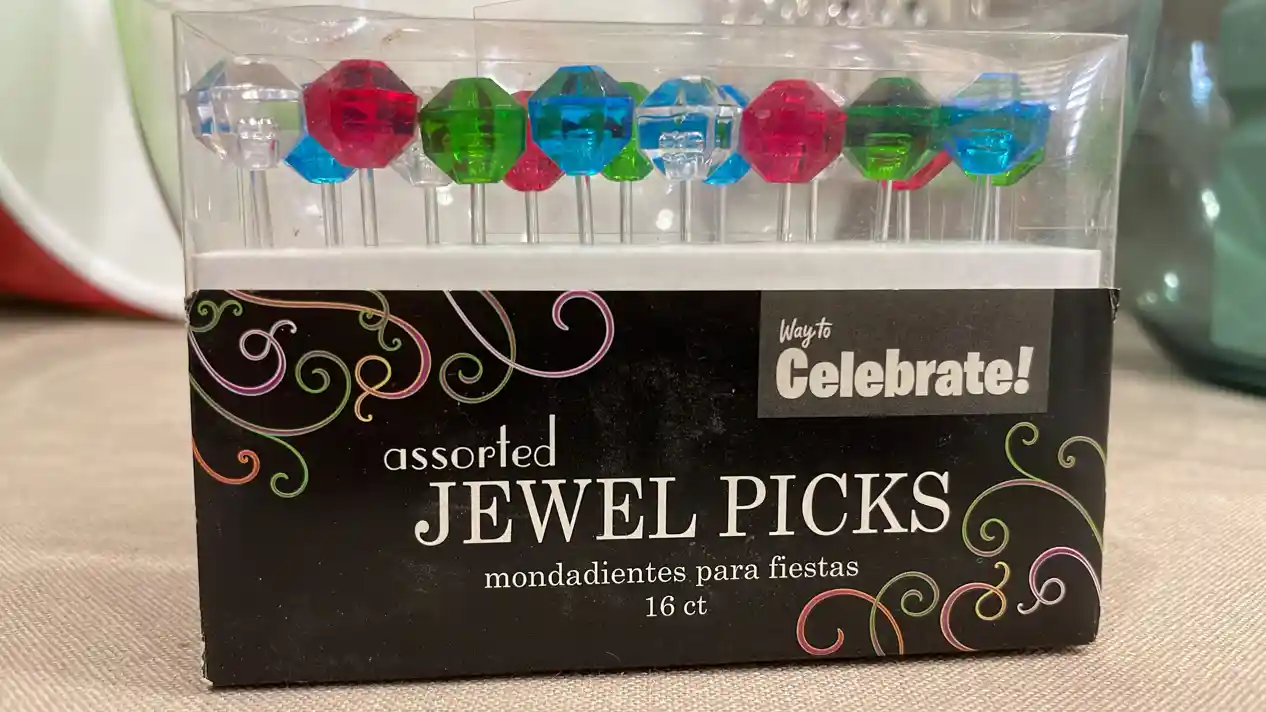 Way to
Celebrate!
assorted
JEWEL PICKS
mondadientes para fiestas
16 ct